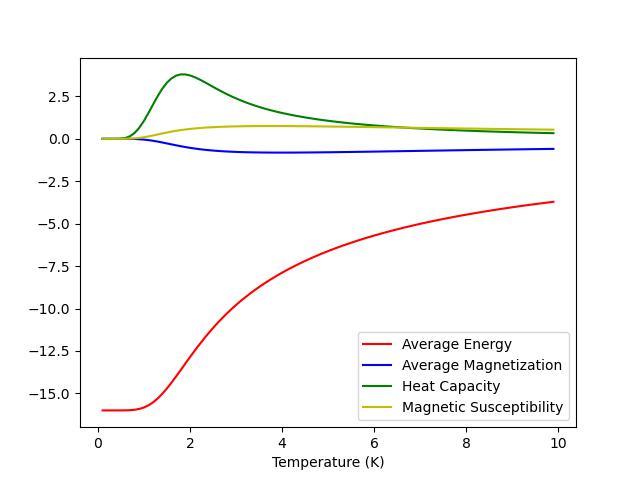 2.5
0.0
−2.5
−5.0
−7.5
−10.0
−12.5
−15.0
Average Energy
Average Magnetization
Heat Capacity
Magnetic Susceptibility
0 2 4 6 8 10
Temperature (K)